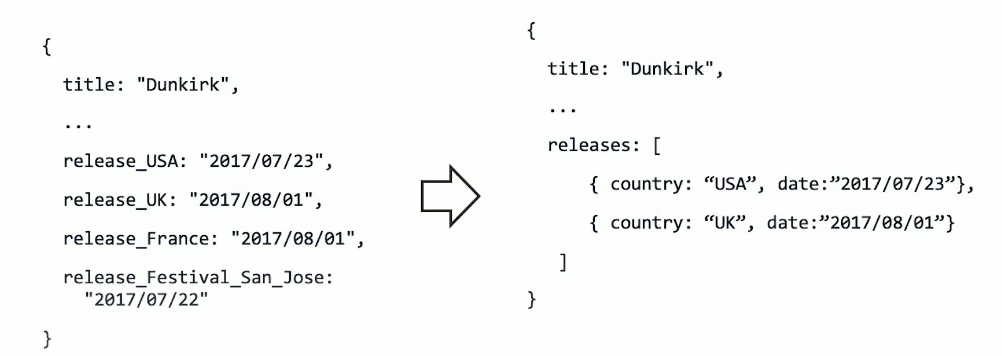 {
title: "Dunkirk",
...
release_USA: "2017/07/23",
release_UK: "2017/08/01",
release_France: "2017/08/01",
release_Festival_San_Jose:
"2017/07/22"
}
{
title: "Dunkirk",
...
releases: [
{ country: “USA”, date:”2017/07/23”},
{ country: “UK”, date:”2017/08/01”}
]
}